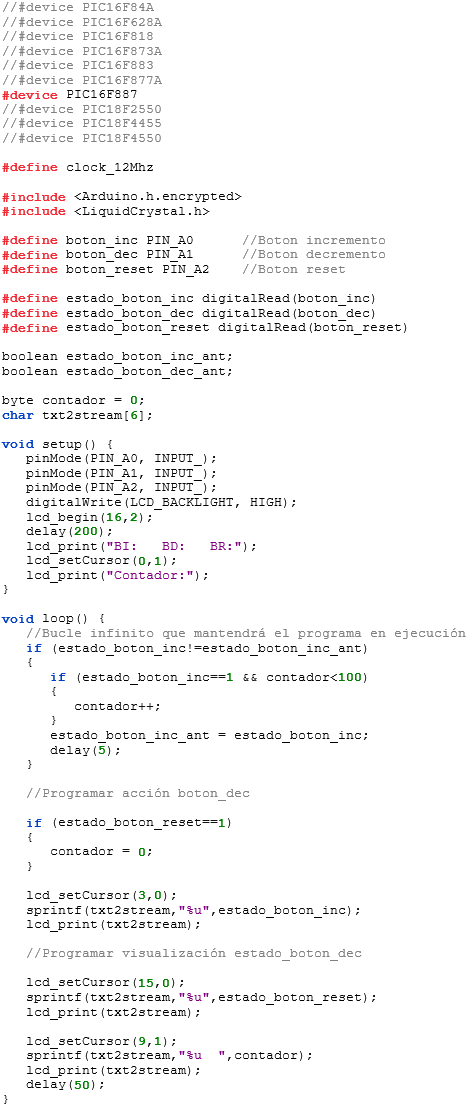 //#device PIC16F84A
//#device PIC16F628A
//#device PIC16F818
//#device PIC16F873A
//#device PIC16F883
//#device PIC16F877A
#device PIC16F887
//#device PIC18F2550
//#device PIC18F4455
//#device PIC18F4550

#define clock_12Mhz

#include <Arduino.h.encrypted>
#include <LiquidCrystal.h>

#define boton_inc PIN_A0      //Boton incremento
#define boton_dec PIN_A1      //Boton decremento
#define boton_reset PIN_A2    //Boton reset

#define estado_boton_inc digitalRead(boton_inc)
#define estado_boton_dec digitalRead(boton_dec)
#define estado_boton_reset digitalRead(boton_reset)

boolean estado_boton_inc_ant;
boolean estado_boton_dec_ant;

byte contador = 0;
char txt2stream[6];

void setup() {
   pinMode(PIN_A0, INPUT_);
   pinMode(PIN_A1, INPUT_);
   pinMode(PIN_A2, INPUT_);
   digitalWrite(LCD_BACKLIGHT, HIGH);
   lcd_begin(16,2);
   delay(200);
   lcd_print("BI:   BD:   BR:");
   lcd_setCursor(0,1);
   lcd_print("Contador:");
}

void loop() {
   //Bucle infinito que mantendrá el programa en ejecución
   if (estado_boton_inc!=estado_boton_inc_ant)
   {
      if (estado_boton_inc==1 && contador<100)
      {
         contador++;
      }
      estado_boton_inc_ant = estado_boton_inc;
      delay(5);
   }

   //Programar acción boton_dec

   if (estado_boton_reset==1)
   {
      contador = 0;
   }

   lcd_setCursor(3,0);
   sprintf(txt2stream,"%u",estado_boton_inc);
   lcd_print(txt2stream);

   //Programar visualización estado_boton_dec

   lcd_setCursor(15,0);
   sprintf(txt2stream,"%u",estado_boton_reset);
   lcd_print(txt2stream);

   lcd_setCursor(9,1);
   sprintf(txt2stream,"%u  ",contador);
   lcd_print(txt2stream);
   delay(50);
}